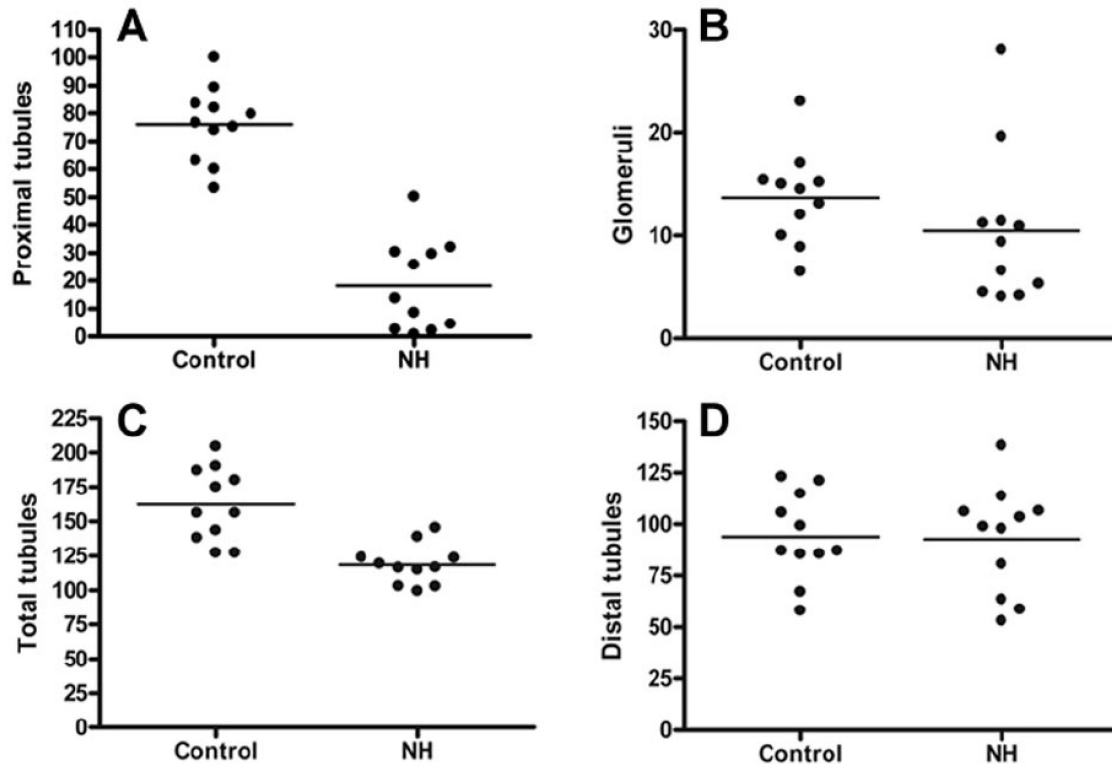 A
Proximal tubules
110
100
90
80
70
60
50
40
30
20
10
0
Control NH
B
Glomeruli
30
20
10
0
Control NH
C
Total tubules
225
200
175
150
125
100
75
50
25
0
Control NH
D
Distal tubules
150
125
100
75
50
25
0
Control NH